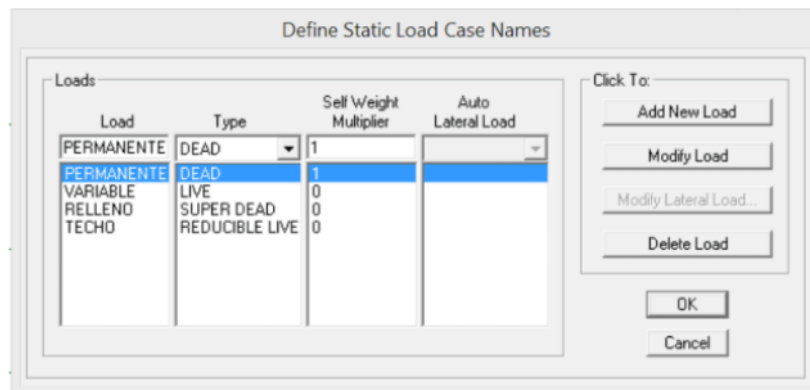 Define Static Load Case Names
Loads
Click To:
Load Type Self Weight Multiplier Auto Lateral Load
PERMANENTE DEAD 1
PERMANENTE DEAD 1
VARIABLE LIVE 0
RELLENO SUPER DEAD 0
TECHO REDUCIBLE LIVE 0
Add New Load
Modify Load
Modify Lateral Load...
Delete Load
OK
Cancel